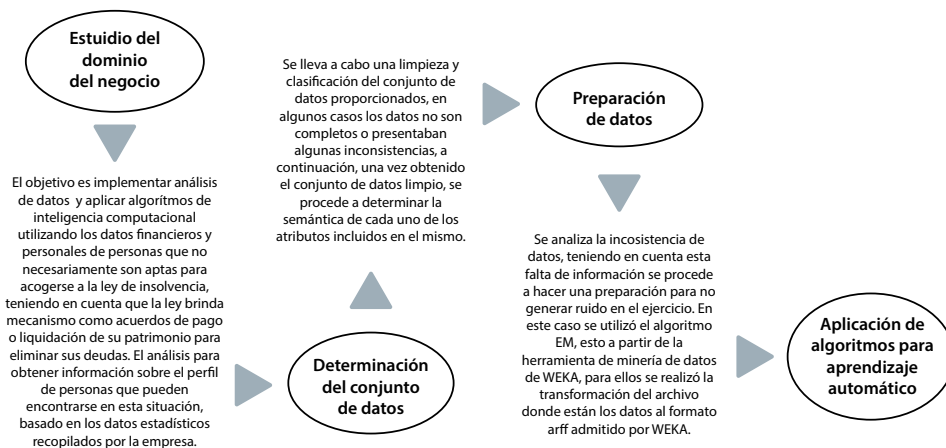 Estuidio del
dominio
del negocio
El objetivo es implementar análisis
de datos y aplicar algorítmos de
inteligencia computacional
utilizando los datos financieros y
personales de personas que no
necesariamente son aptas para
acogerse a la ley de insolvencia,
teniendo en cuenta que la ley brinda
mecanismo como acuerdos de pago
o liquidación de su patrimonio para
eliminar sus deudas. El análisis para
obtener información sobre el perfil
de personas que pueden
encontrarse en esta situación,
basado en los datos estadísticos
recopilados por la empresa.
Determinación
del conjunto
de datos
Se lleva a cabo una limpieza y
clasificación del conjunto de
datos proporcionados, en
algunos casos los datos no son
completos o presentaban
algunas inconsistencias, a
continuación, una vez obtenido
el conjunto de datos limpio, se
procede a determinar la
semántica de cada uno de los
atributos incluidos en el mismo.
Preparación
de datos
Se analiza la incosistencia de
datos, teniendo en cuenta esta
falta de información se procede
a hacer una preparación para no
generar ruido en el ejercicio. En
este caso se utilizó el algoritmo
EM, esto a partir de la
herramienta de minería de datos
de WEKA, para ellos se realizó la
transformación del archivo
donde están los datos al formato
arff admitido por WEKA.
Aplicación de
algoritmos para
aprendizaje
automático